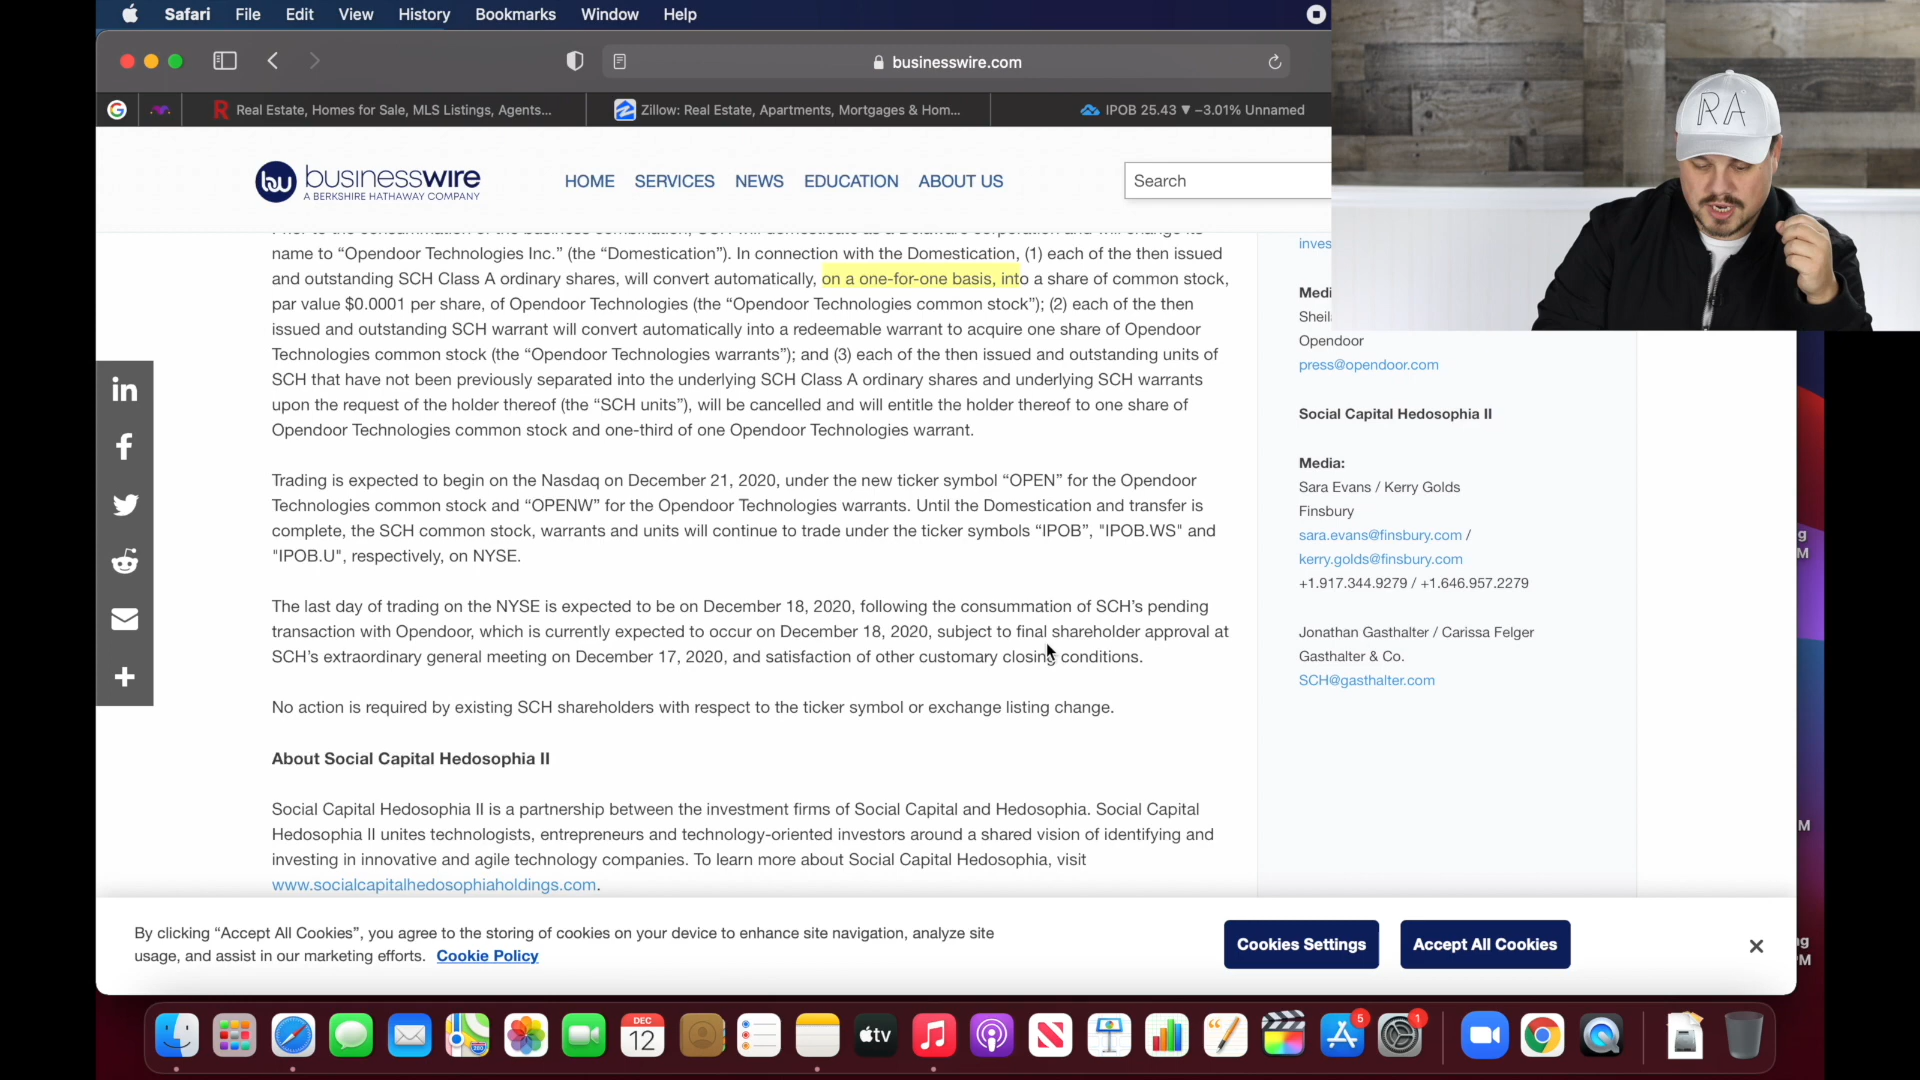 Safari File Edit View History Bookmarks Window Help
businesswire.com
Real Estate, Homes for Sale, MLS Listings, Agents...
Zillow: Real Estate, Apartments, Mortgages & Hom...
IPOB 25.43 ▼ −3.01% Unnamed
RA
businesswire
A BERKSHIRE HATHAWAY COMPANY
HOME SERVICES NEWS EDUCATION ABOUT US
Search
name to “Opendoor Technologies Inc.” (the “Domestication”). In connection with the Domestication, (1) each of the then issued
and outstanding SCH Class A ordinary shares, will convert automatically, on a one-for-one basis, into a share of common stock,
par value $0.0001 per share, of Opendoor Technologies (the “Opendoor Technologies common stock”); (2) each of the then
issued and outstanding SCH warrant will convert automatically into a redeemable warrant to acquire one share of Opendoor
Technologies common stock (the “Opendoor Technologies warrants”); and (3) each of the then issued and outstanding units of
SCH that have not been previously separated into the underlying SCH Class A ordinary shares and underlying SCH warrants
upon the request of the holder thereof (the “SCH units”), will be cancelled and will entitle the holder thereof to one share of
Opendoor Technologies common stock and one-third of one Opendoor Technologies warrant.
Trading is expected to begin on the Nasdaq on December 21, 2020, under the new ticker symbol “OPEN” for the Opendoor
Technologies common stock and “OPENW” for the Opendoor Technologies warrants. Until the Domestication and transfer is
complete, the SCH common stock, warrants and units will continue to trade under the ticker symbols “IPOB”, "IPOB.WS" and
"IPOB.U", respectively, on NYSE.
The last day of trading on the NYSE is expected to be on December 18, 2020, following the consummation of SCH’s pending
transaction with Opendoor, which is currently expected to occur on December 18, 2020, subject to final shareholder approval at
SCH’s extraordinary general meeting on December 17, 2020, and satisfaction of other customary closing conditions.
No action is required by existing SCH shareholders with respect to the ticker symbol or exchange listing change.
About Social Capital Hedosophia II
Social Capital Hedosophia II is a partnership between the investment firms of Social Capital and Hedosophia. Social Capital
Hedosophia II unites technologists, entrepreneurs and technology-oriented investors around a shared vision of identifying and
investing in innovative and agile technology companies. To learn more about Social Capital Hedosophia, visit
www.socialcapitalhedosophiaholdings.com.
inves
Medi
Sheil
Opendoor
press@opendoor.com
Social Capital Hedosophia II
Media:
Sara Evans / Kerry Golds
Finsbury
sara.evans@finsbury.com /
kerry.golds@finsbury.com
+1.917.344.9279 / +1.646.957.2279
Jonathan Gasthalter / Carissa Felger
Gasthalter & Co.
SCH@gasthalter.com
By clicking “Accept All Cookies”, you agree to the storing of cookies on your device to enhance site navigation, analyze site
usage, and assist in our marketing efforts. Cookie Policy
Cookies Settings
Accept All Cookies
DEC
12
tv
5
1